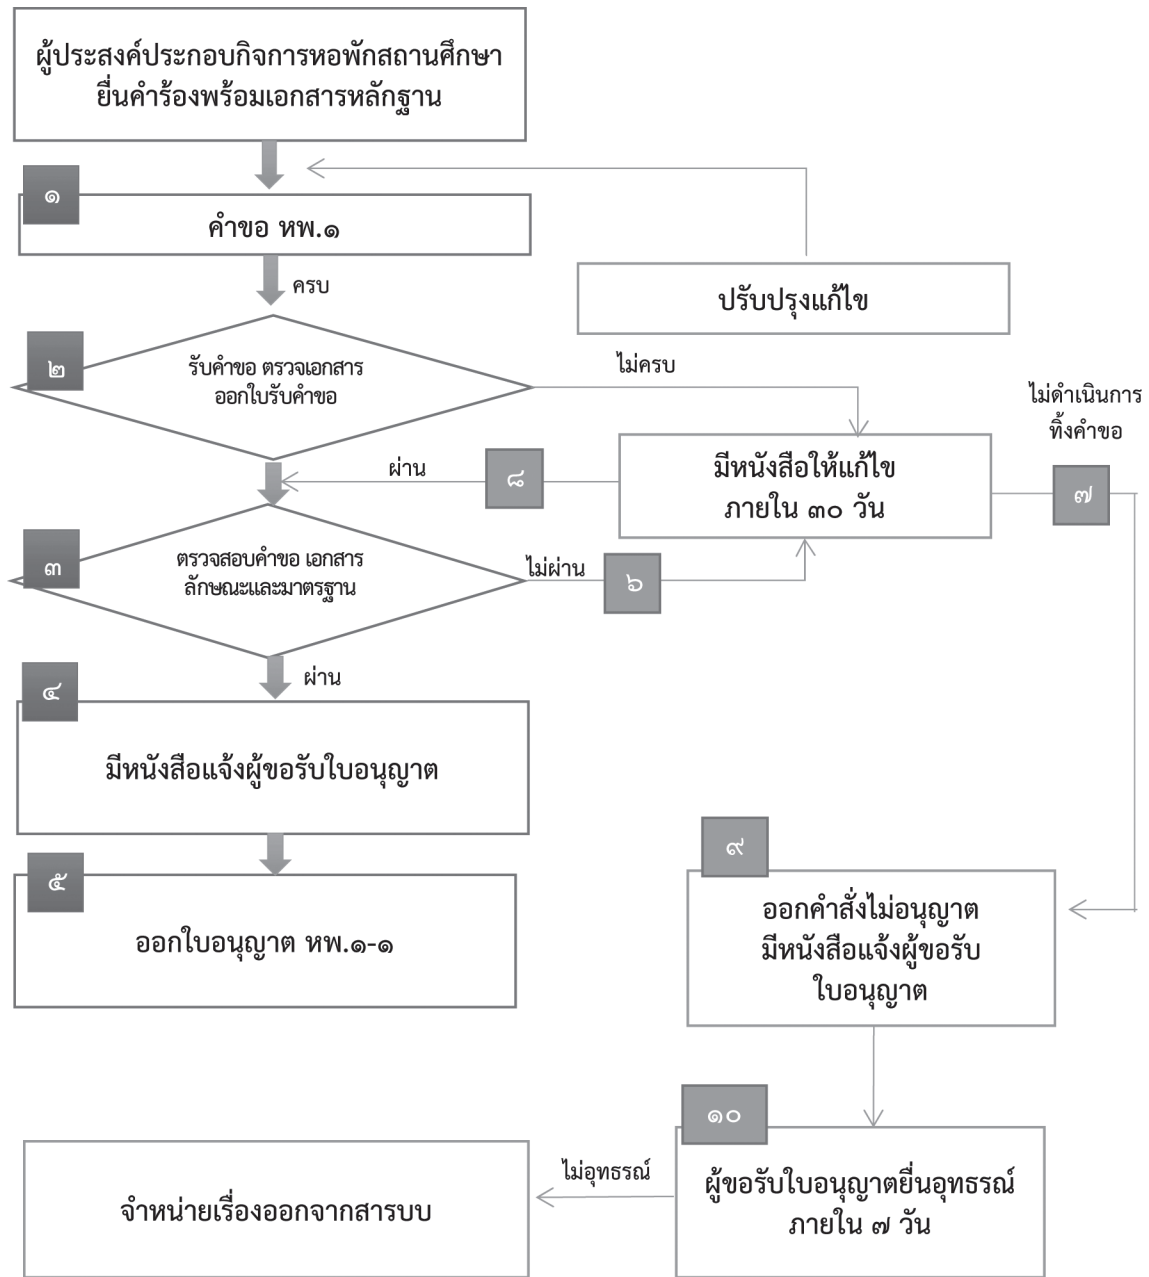 ผู้ประสงค์ประกอบกิจการหอพักสถานศึกษา
ยื่นคำร้องพร้อมเอกสารหลักฐาน
๑
คำขอ หพ.๑
ครบ
ปรับปรุงแก้ไข
๒
รับคำขอ ตรวจเอกสาร
ออกใบรับคำขอ
ไม่ครบ
ไม่ดำเนินการ
ทิ้งคำขอ
มีหนังสือให้แก้ไข
ภายใน ๓๐ วัน
ผ่าน
๘
๗
๓
ตรวจสอบคำขอ เอกสาร
ลักษณะและมาตรฐาน
ไม่ผ่าน
๖
ผ่าน
๔
มีหนังสือแจ้งผู้ขอรับใบอนุญาต
๕
ออกใบอนุญาต หพ.๑-๑
๙
ออกคำสั่งไม่อนุญาต
มีหนังสือแจ้งผู้ขอรับ
ใบอนุญาต
๑๐
ผู้ขอรับใบอนุญาตยื่นอุทธรณ์
ภายใน ๗ วัน
ไม่อุทธรณ์
จำหน่ายเรื่องออกจากสารบบ